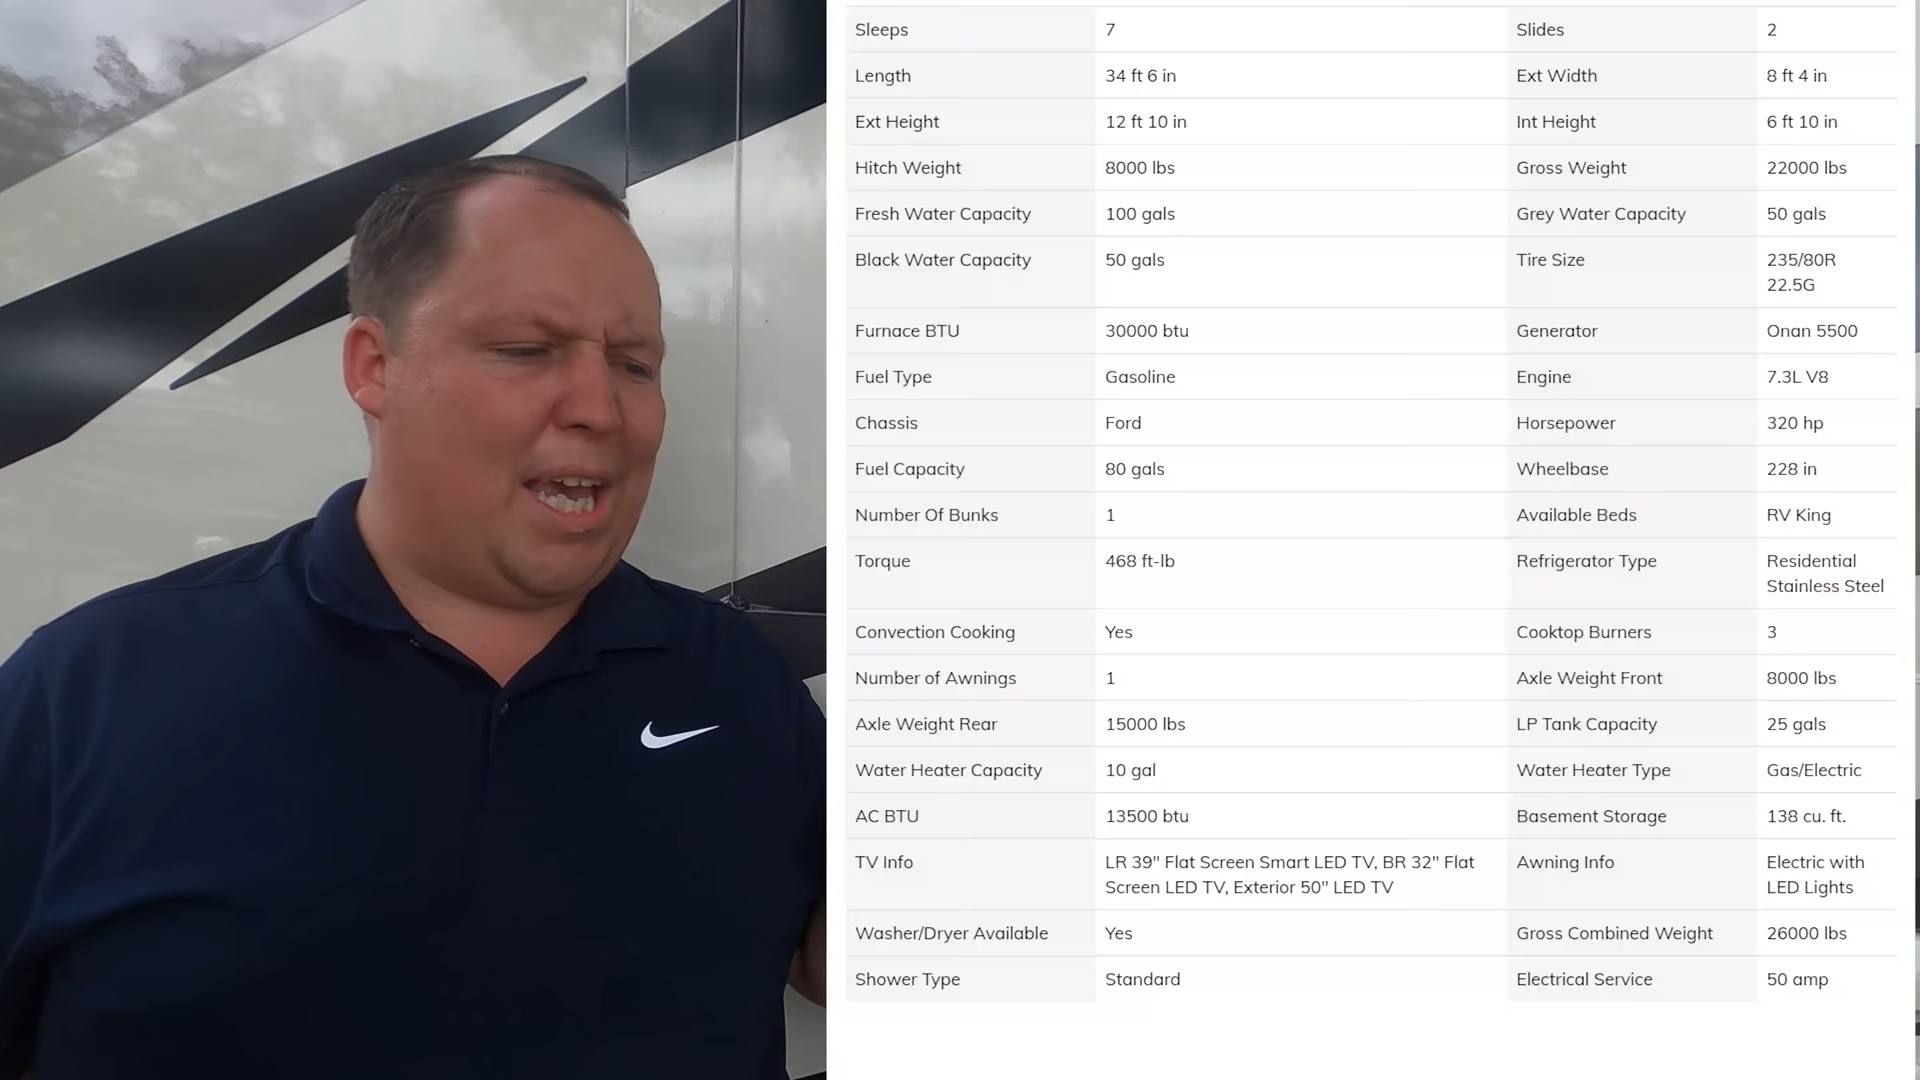 Sleeps 7 Slides 2
Length 34 ft 6 in Ext Width 8 ft 4 in
Ext Height 12 ft 10 in Int Height 6 ft 10 in
Hitch Weight 8000 lbs Gross Weight 22000 lbs
Fresh Water Capacity 100 gals Grey Water Capacity 50 gals
Black Water Capacity 50 gals Tire Size 235/80R
22.5G
Furnace BTU 30000 btu Generator Onan 5500
Fuel Type Gasoline Engine 7.3L V8
Chassis Ford Horsepower 320 hp
Fuel Capacity 80 gals Wheelbase 228 in
Number Of Bunks 1 Available Beds RV King
Torque 468 ft-lb Refrigerator Type Residential
Stainless Steel
Convection Cooking Yes Cooktop Burners 3
Number of Awnings 1 Axle Weight Front 8000 lbs
Axle Weight Rear 15000 lbs LP Tank Capacity 25 gals
Water Heater Capacity 10 gal Water Heater Type Gas/Electric
AC BTU 13500 btu Basement Storage 138 cu. ft.
TV Info LR 39" Flat Screen Smart LED TV, BR 32" Flat Awning Info Electric with
Screen LED TV, Exterior 50" LED TV LED Lights
Washer/Dryer Available Yes Gross Combined Weight 26000 lbs
Shower Type Standard Electrical Service 50 amp